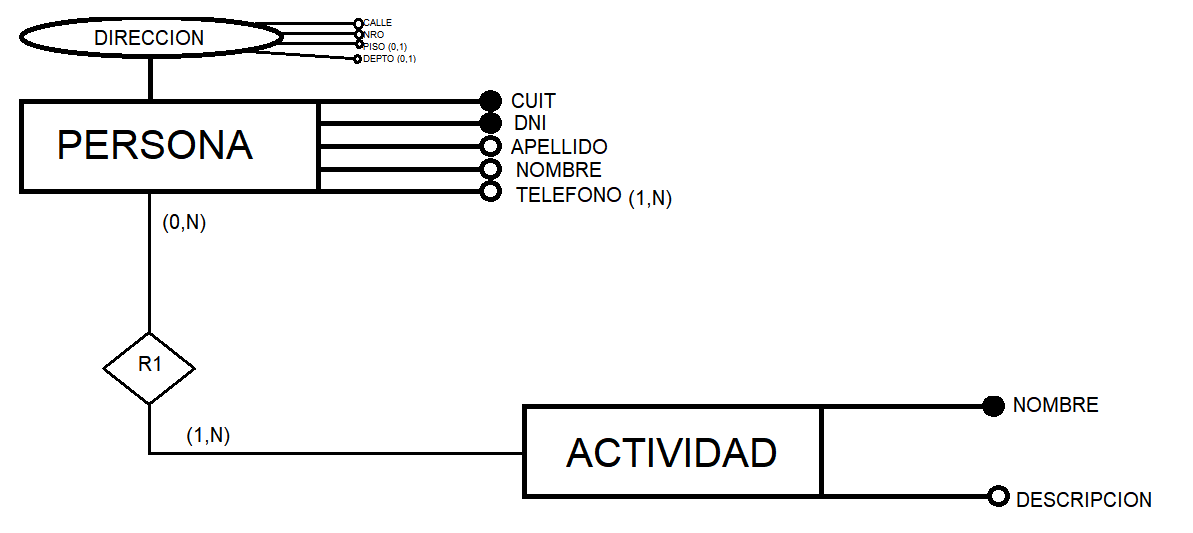 DIRECCION
CALLE
NRO
PISO (0,1)
DEPTO (0,1)
PERSONA
CUIT
DNI
APELLIDO
NOMBRE
TELEFONO (1,N)
(0,N)
R1
(1,N)
ACTIVIDAD
NOMBRE
DESCRIPCION